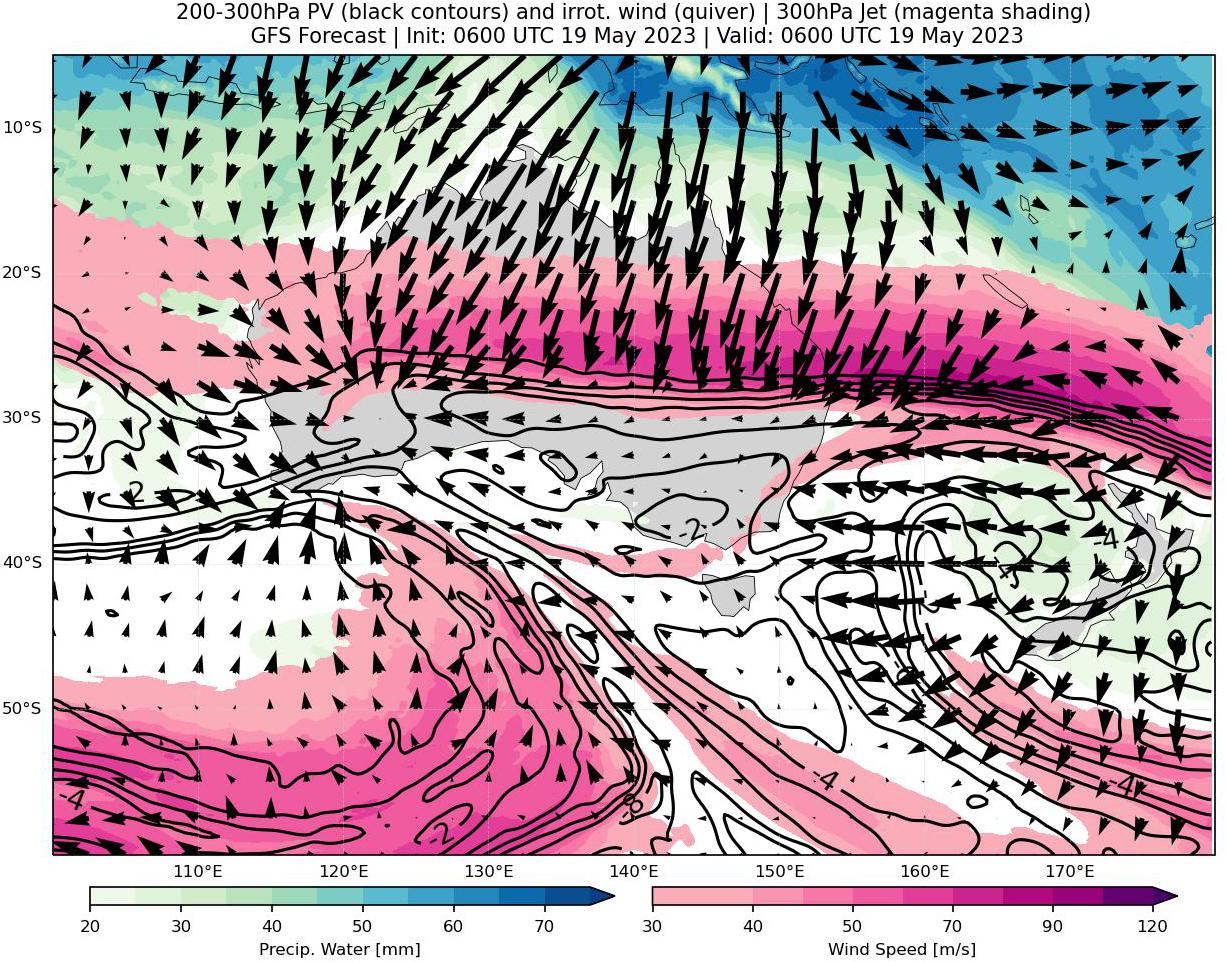 200-300hPa PV (black contours) and irrot. wind (quiver) | 300hPa Jet (magenta shading)
GFS Forecast | Init: 0600 UTC 19 May 2023 | Valid: 0600 UTC 19 May 2023
10°S
20°S
30°S
-2
-2
-4
40°S
50°S
-4
-4
-4
-8
-2
110°E 120°E 130°E 140°E 150°E 160°E 170°E
20 30 40 50 60 70
30 40 50 70 90 120
Precip. Water [mm]
Wind Speed [m/s]